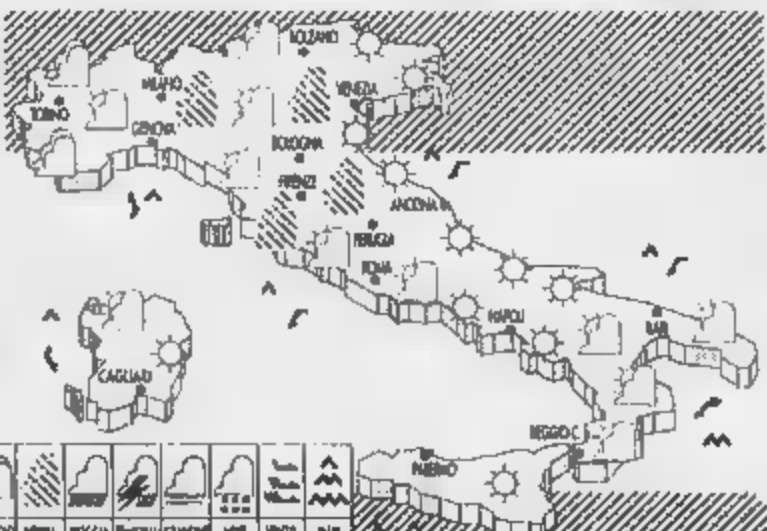 BOLZANO
MILANO
VENEZIA
TORINO
GENOVA
BOLOGNA
FIRENZE
ANCONA
PERUGIA
ROMA
NAPOLI
BARI
CAGLIARI
REGGIO C.
PALERMO